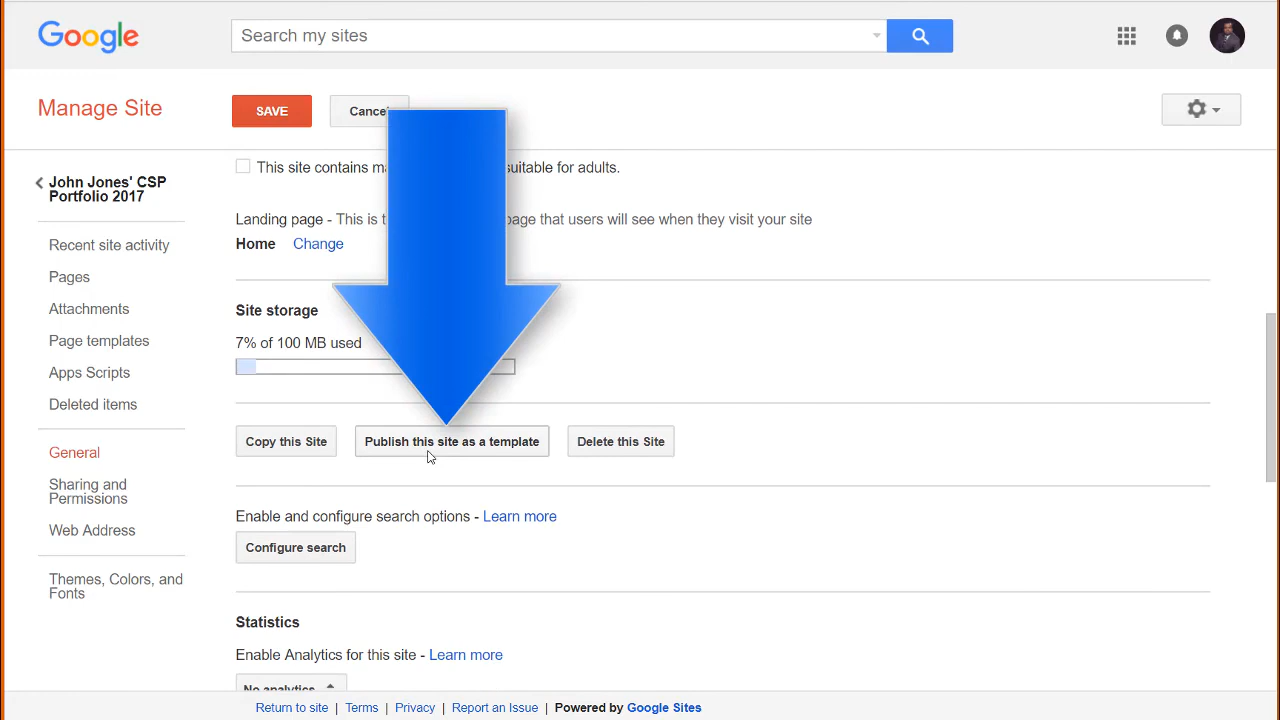 Google
Search my sites
Manage Site
SAVE
Cance
John Jones' CSP
Portfolio 2017
Recent site activity
Pages
Attachments
Page templates
Apps Scripts
Deleted items
General
Sharing and
Permissions
Web Address
Themes, Colors, and
Fonts
This site contains suitable for adults.
Landing page - This is page that users will see when they visit your site
Home Change
Site storage
7% of 100 MB used
Copy this Site
Publish this site as a template
Delete this Site
Enable and configure search options - Learn more
Configure search
Statistics
Enable Analytics for this site - Learn more
No analytics
Return to site | Terms | Privacy | Report an Issue | Powered by Google Sites